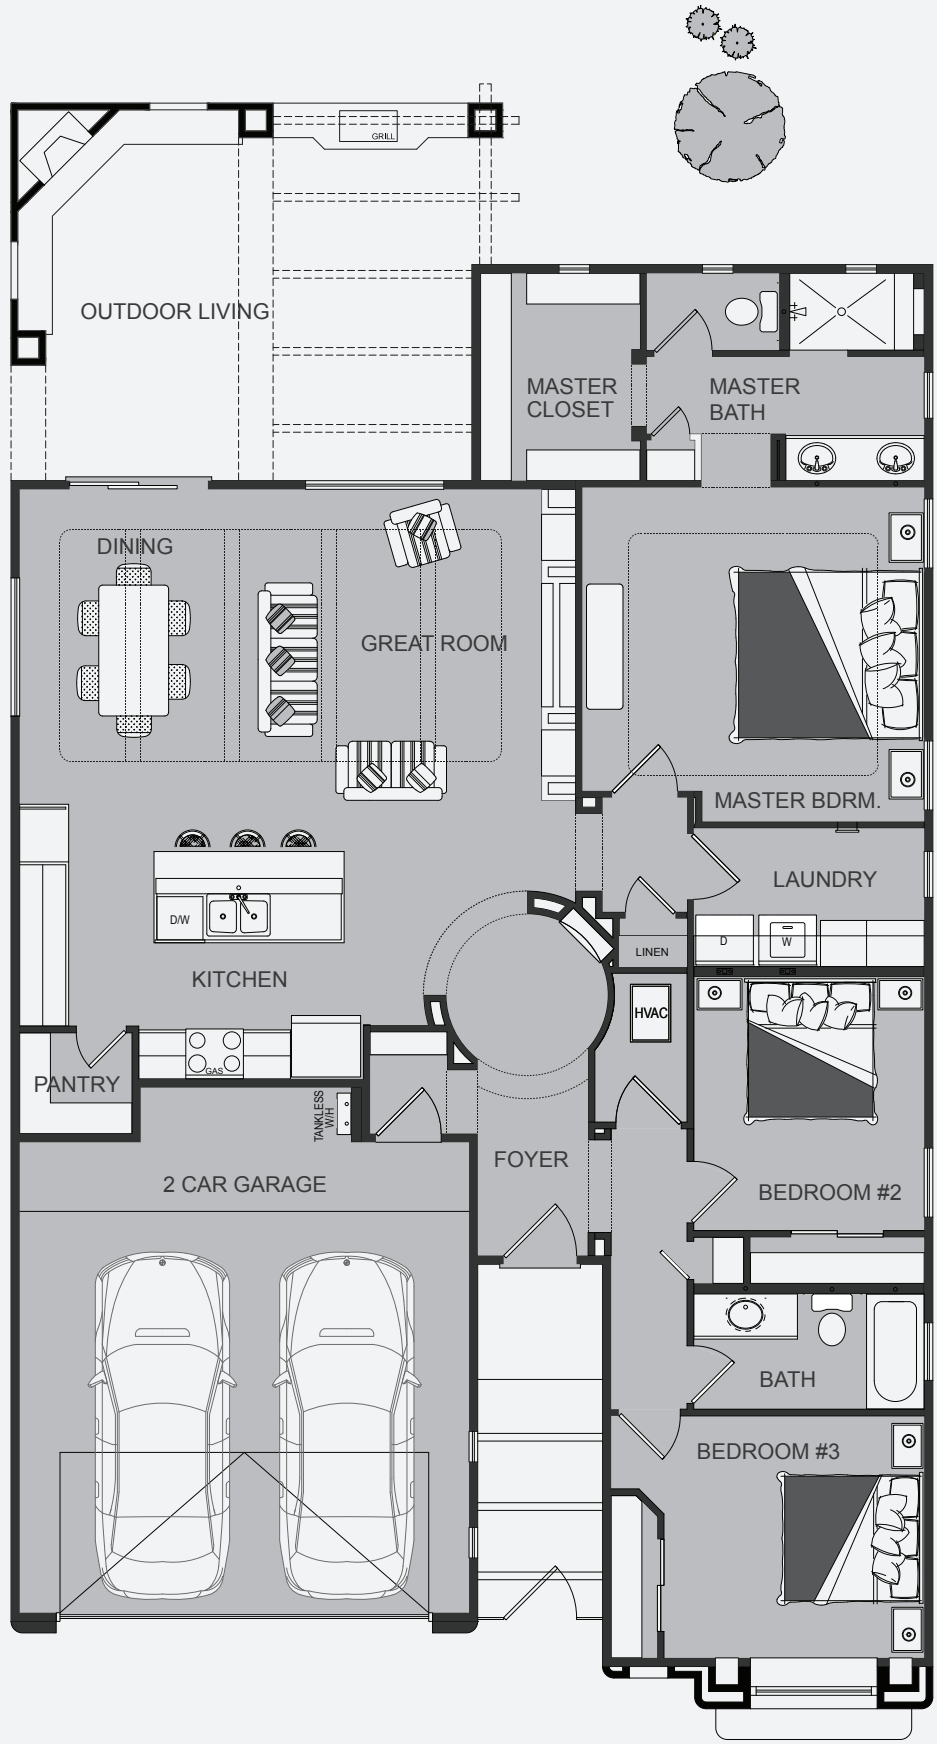 GRILL
OUTDOOR LIVING
MASTER
CLOSET
MASTER
BATH
DINING
GREAT ROOM
MASTER BDRM.
LAUNDRY
D/W
D
W
LINEN
KITCHEN
HVAC
GAS
PANTRY
TANKLESS
W/H
FOYER
2 CAR GARAGE
BEDROOM #2
BATH
BEDROOM #3